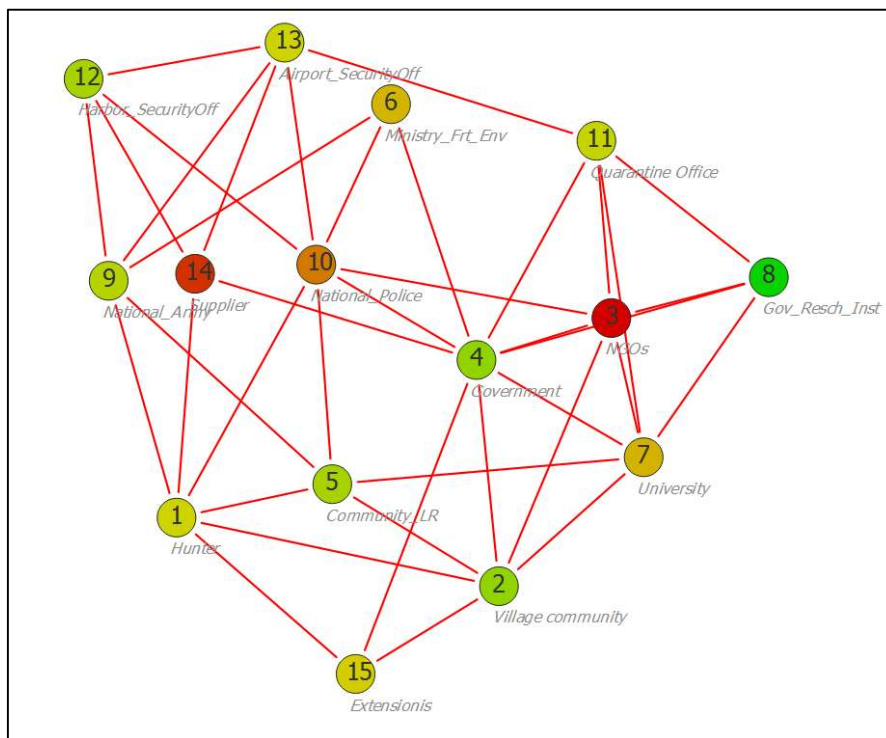 13
Airport_SecurityOff
12
Harbor_SecurityOff
6
Ministry_Frt_Env
11
Quarantine Office
9
National_Army
14
Supplier
10
National_Police
8
Gov_Resch_Inst
3
NGOs
4
Government
7
University
5
Community_LR
1
Hunter
2
Village community
15
Extensionis